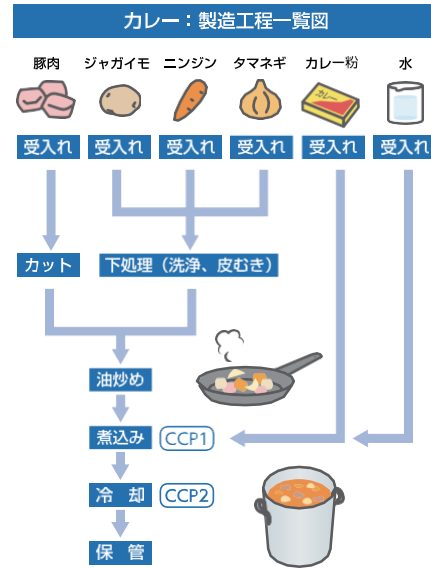 カレー：製造工程一覧図
豚肉 ジャガイモ ニンジン タマネギ カレー粉 水
カレー
受入れ 受入れ 受入れ 受入れ 受入れ 受入れ
カット 下処理（洗浄、皮むき）
油炒め
煮込み CCP1
冷 却 CCP2
保 管